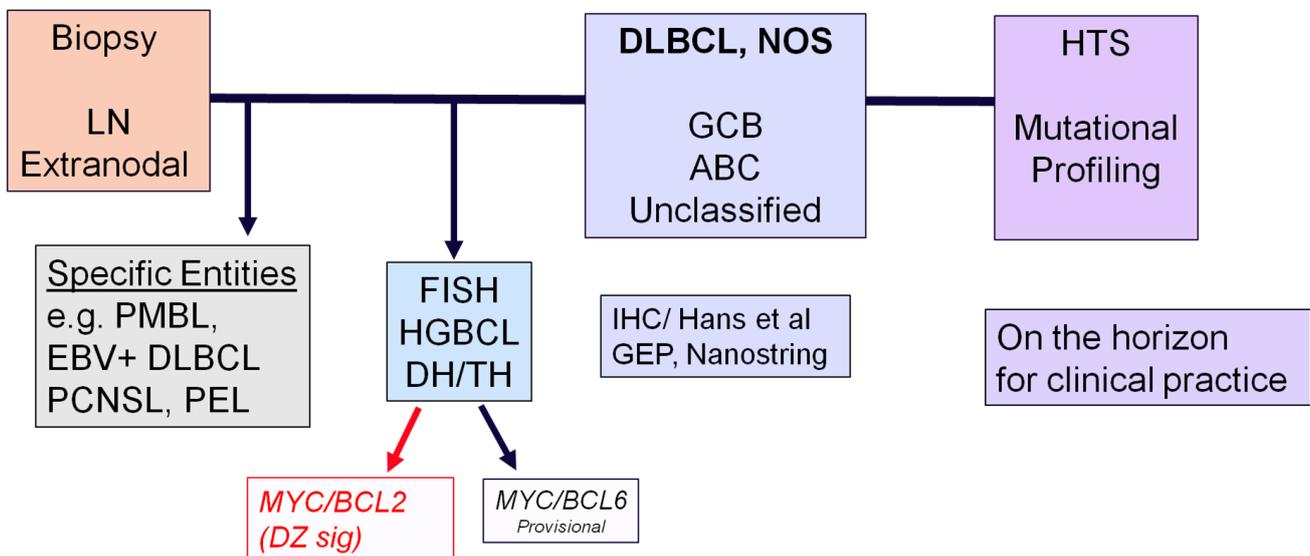 Biopsy
LN
Extranodal
DLBCL, NOS
GCB
ABC
Unclassified
HTS
Mutational
Profiling
Specific Entities
e.g. PMBL,
EBV+ DLBCL
PCNSL, PEL
FISH
HGBCL
DH/TH
IHC/ Hans et al
GEP, Nanostring
On the horizon
for clinical practice
MYC/BCL2
(DZ sig)
MYC/BCL6
Provisional